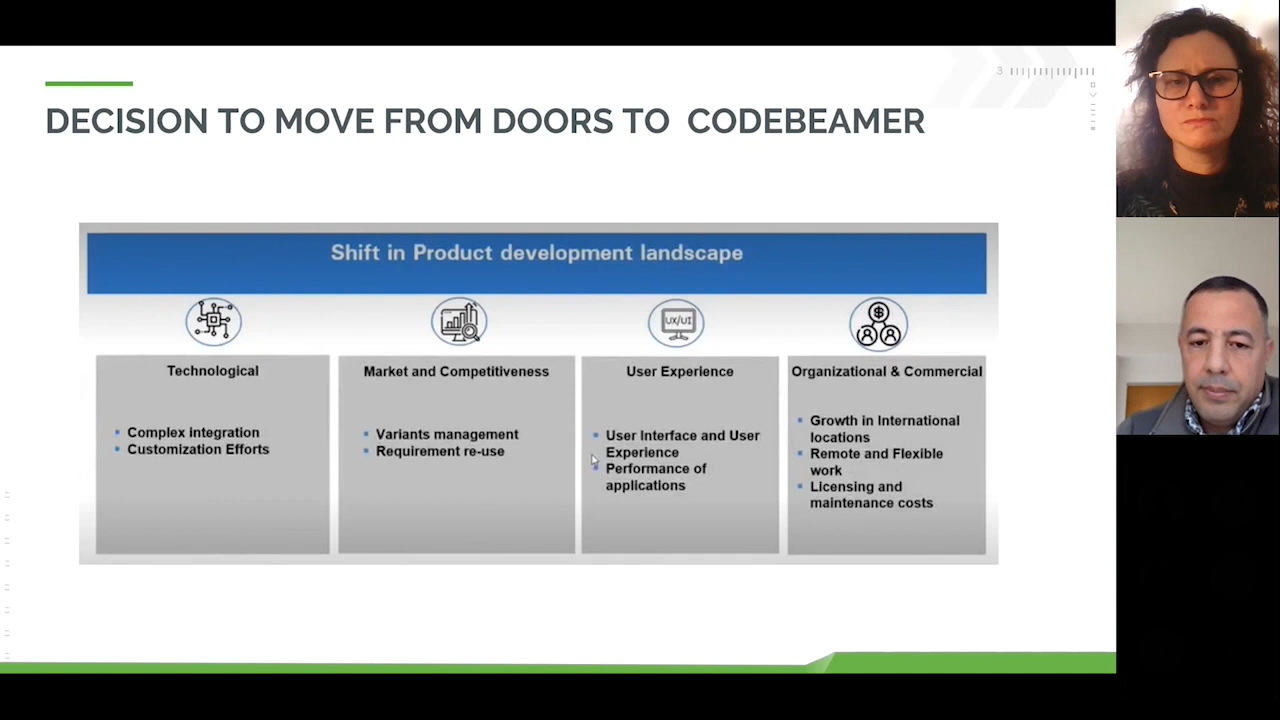 3
DECISION TO MOVE FROM DOORS TO CODEBEAMER
Shift in Product development landscape
UX/UI
$
Technological
Complex integration
Customization Efforts
Market and Competitiveness
Variants management
Requirement re-use
User Experience
User Interface and User
Experience
Performance of
applications
Organizational & Commercial
Growth in International
locations
Remote and Flexible
work
Licensing and
maintenance costs